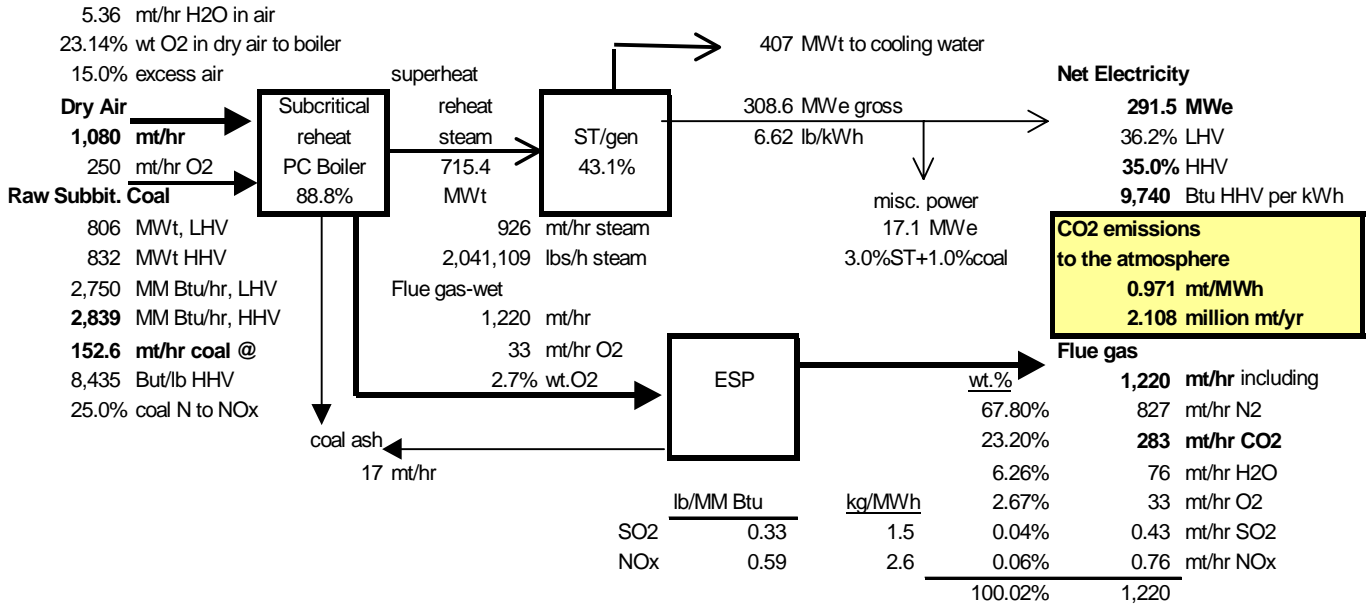 5.36 mt/hr H2O in air
23.14% wt O2 in dry air to boiler
407 MWt to cooling water
15.0% excess air
superheat
Net Electricity
Dry Air
Subcritical
reheat
308.6 MWe gross
291.5 MWe
1,080 mt/hr
reheat
steam
ST/gen
6.62 lb/kWh
36.2% LHV
250 mt/hr O2
PC Boiler
715.4
43.1%
35.0% HHV
Raw Subbit. Coal
88.8%
MWt
misc. power
9,740 Btu HHV per kWh
806 MWt, LHV
926 mt/hr steam
17.1 MWe
CO2 emissions
832 MWt HHV
2,041,109 lbs/h steam
3.0%ST+1.0%coal
to the atmosphere
2,750 MM Btu/hr, LHV
Flue gas-wet
0.971 mt/MWh
2,839 MM Btu/hr, HHV
1,220 mt/hr
2.108 million mt/yr
152.6 mt/hr coal @
33 mt/hr O2
Flue gas
8,435 But/lb HHV
2.7% wt.O2
ESP
wt.%
1,220 mt/hr including
25.0% coal N to NOx
67.80% 827 mt/hr N2
coal ash
23.20% 283 mt/hr CO2
17 mt/hr
6.26% 76 mt/hr H2O
lb/MM Btu kg/MWh 2.67% 33 mt/hr O2
SO2 0.33 1.5 0.04% 0.43 mt/hr SO2
NOx 0.59 2.6 0.06% 0.76 mt/hr NOx
100.02% 1,220